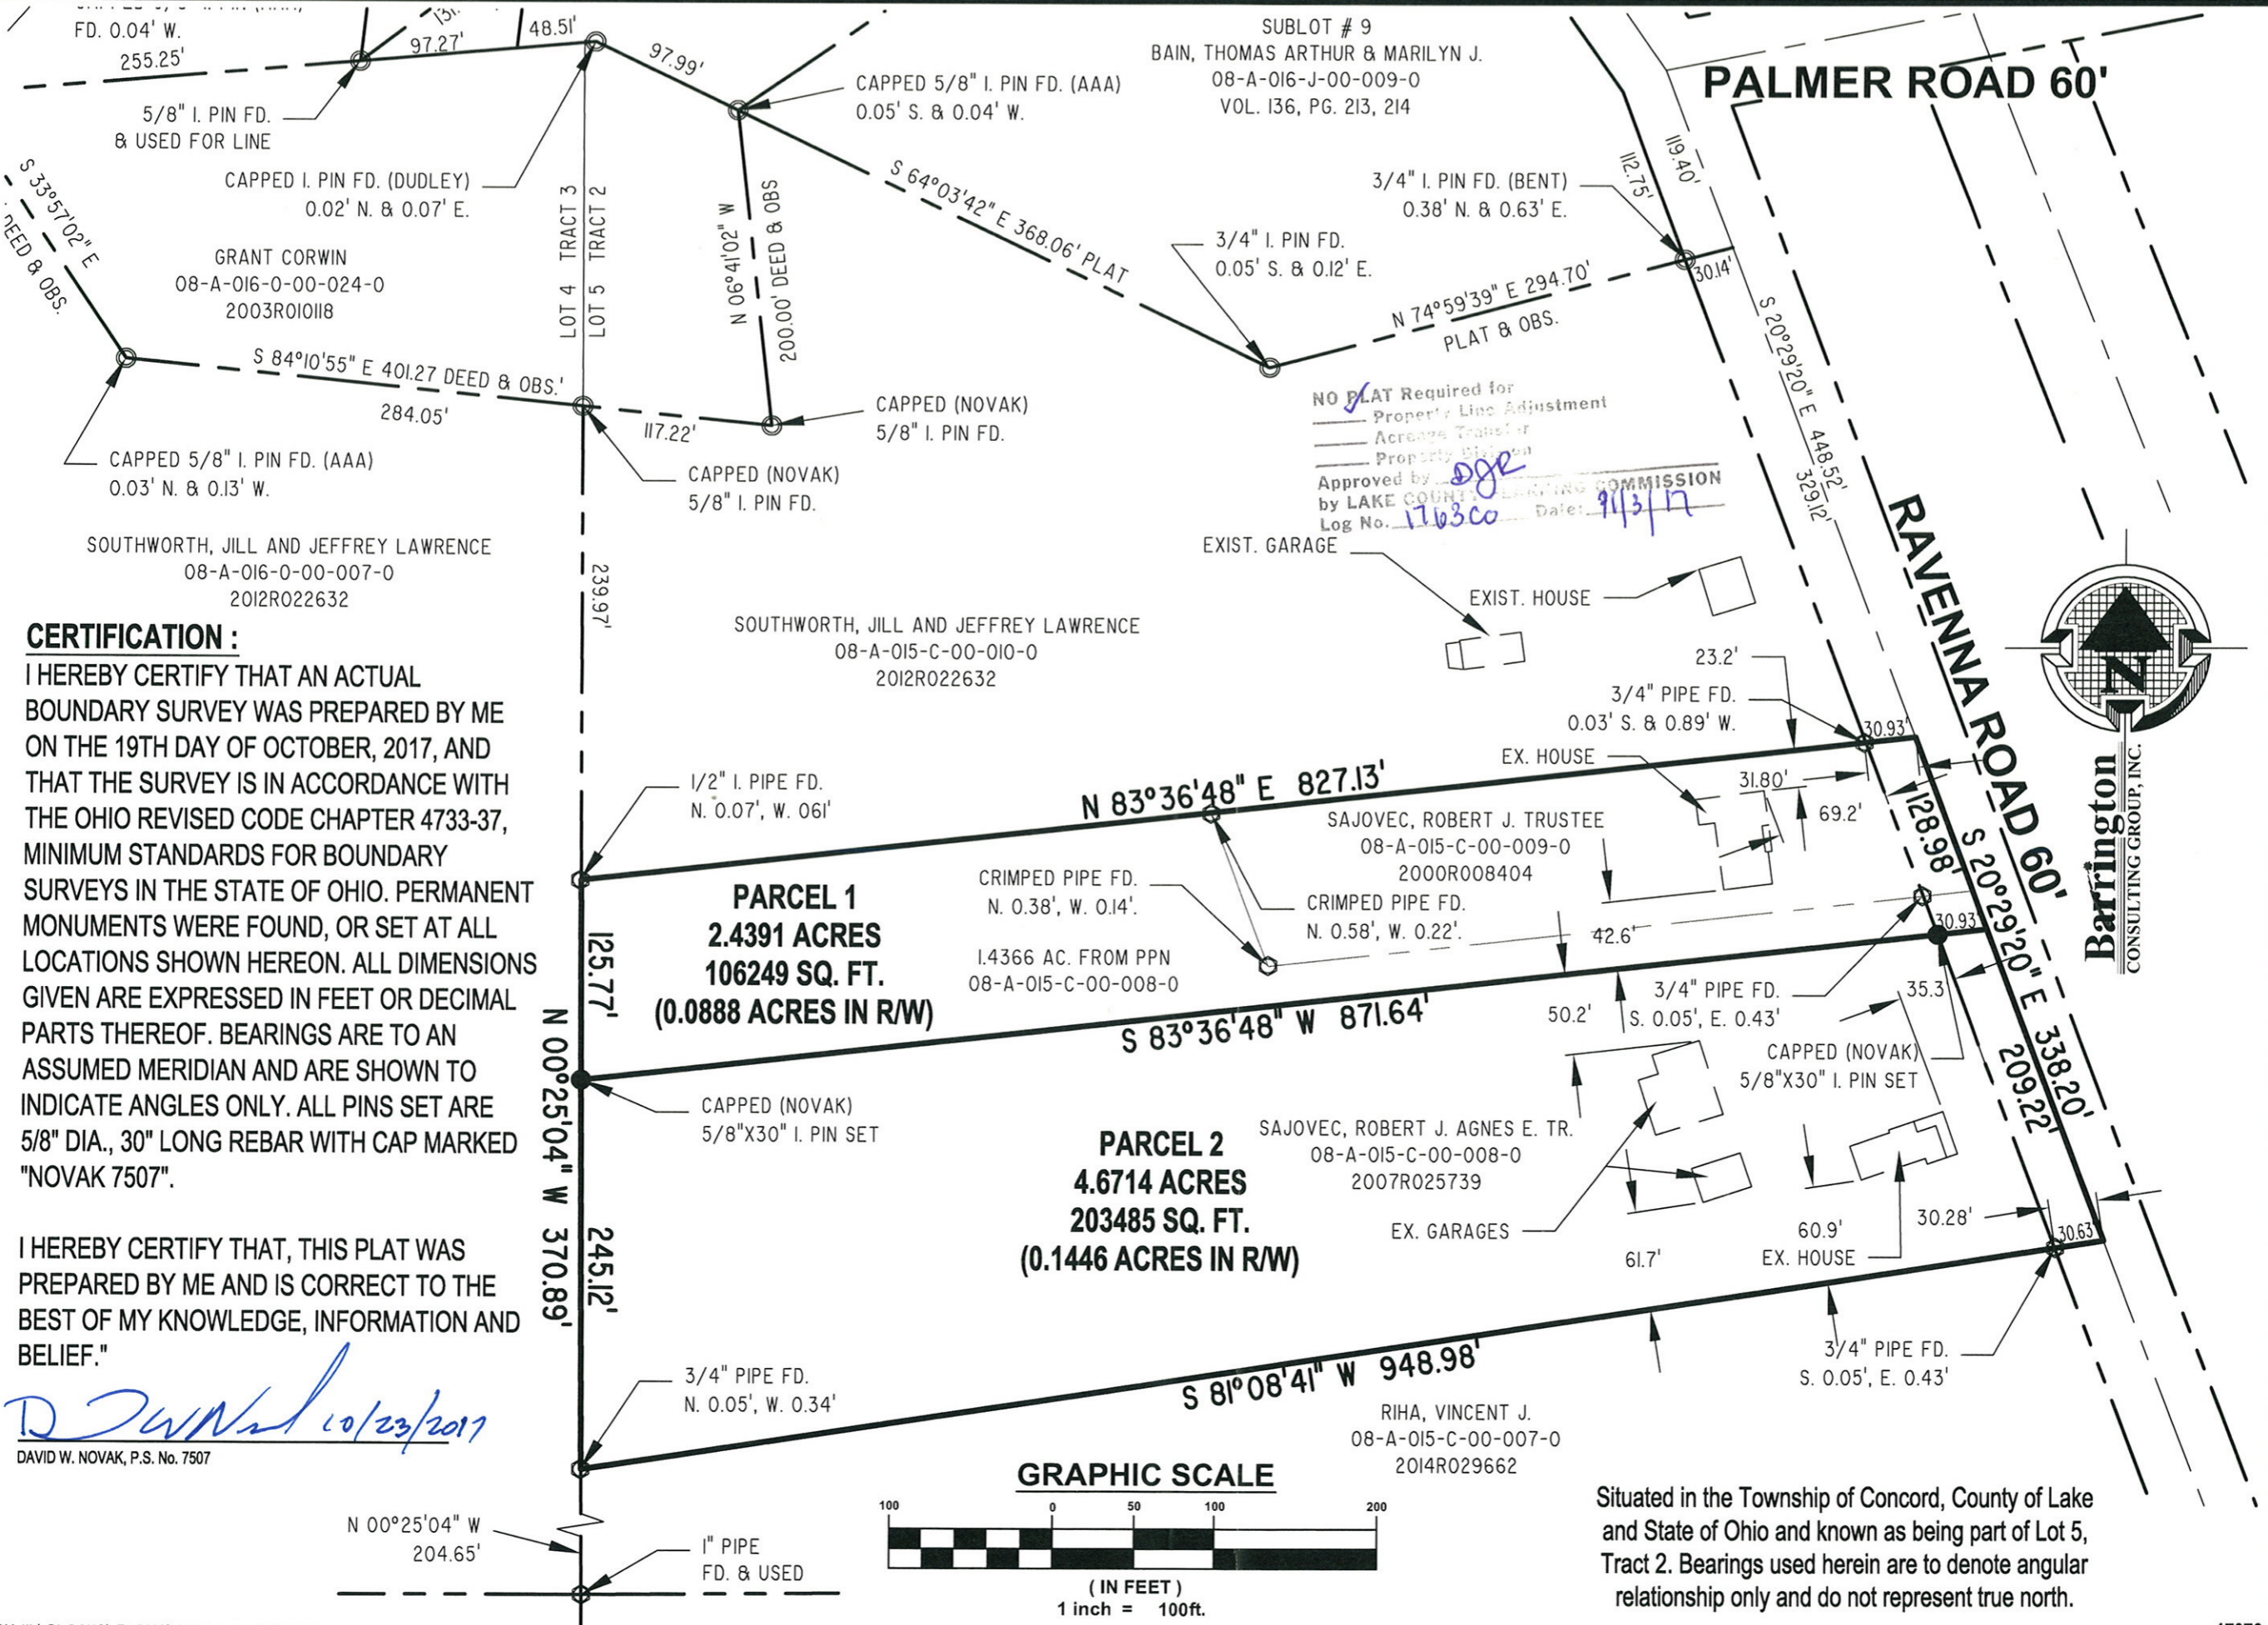 FD. 0.04' W.
255.25'
97.27'
131.
48.51'
97.99'
5/8" I. PIN FD.
& USED FOR LINE
CAPPED I. PIN FD. (DUDLEY)
0.02' N. & 0.07' E.
CAPPED 5/8" I. PIN FD. (AAA)
0.05' S. & 0.04' W.
SUBLOT # 9
BAIN, THOMAS ARTHUR & MARILYN J.
08-A-016-J-00-009-0
VOL. 136, PG. 213, 214
PALMER ROAD 60'
119.40'
112.75'
3/4" I. PIN FD. (BENT)
0.38' N. & 0.63' E.
3/4" I. PIN FD.
0.05' S. & 0.12' E.
30.14'
S 33°57'02" E
DEED & OBS.
GRANT CORWIN
08-A-016-0-00-024-0
2003R010118
LOT 4 TRACT 3
LOT 5 TRACT 2
N 06°41'02" W
200.00' DEED & OBS
S 64°03'42" E 368.06' PLAT
N 74°59'39" E 294.70'
PLAT & OBS.
S 20°29'20" E 448.52'
329.12'
S 84°10'55" E 401.27 DEED & OBS.'
284.05'
117.22'
CAPPED (NOVAK)
5/8" I. PIN FD.
CAPPED 5/8" I. PIN FD. (AAA)
0.03' N. & 0.13' W.
CAPPED (NOVAK)
5/8" I. PIN FD.
NO PLAT Required for
Property Line Adjustment
Acreage Transfer
Property Division
Approved by DJR
by LAKE COUNTY PLANNING COMMISSION
Log No. 1763CO Date: 11/3/17
SOUTHWORTH, JILL AND JEFFREY LAWRENCE
08-A-016-0-00-007-0
2012R022632
239.97'
SOUTHWORTH, JILL AND JEFFREY LAWRENCE
08-A-015-C-00-010-0
2012R022632
EXIST. GARAGE
EXIST. HOUSE
RAVENNA ROAD 60'
N
Barrington
CONSULTING GROUP, INC.
CERTIFICATION :
I HEREBY CERTIFY THAT AN ACTUAL
BOUNDARY SURVEY WAS PREPARED BY ME
ON THE 19TH DAY OF OCTOBER, 2017, AND
THAT THE SURVEY IS IN ACCORDANCE WITH
THE OHIO REVISED CODE CHAPTER 4733-37,
MINIMUM STANDARDS FOR BOUNDARY
SURVEYS IN THE STATE OF OHIO. PERMANENT
MONUMENTS WERE FOUND, OR SET AT ALL
LOCATIONS SHOWN HEREON. ALL DIMENSIONS
GIVEN ARE EXPRESSED IN FEET OR DECIMAL
PARTS THEREOF. BEARINGS ARE TO AN
ASSUMED MERIDIAN AND ARE SHOWN TO
INDICATE ANGLES ONLY. ALL PINS SET ARE
5/8" DIA., 30" LONG REBAR WITH CAP MARKED
"NOVAK 7507".
I HEREBY CERTIFY THAT, THIS PLAT WAS
PREPARED BY ME AND IS CORRECT TO THE
BEST OF MY KNOWLEDGE, INFORMATION AND
BELIEF."
10/23/2017
DAVID W. NOVAK, P.S. No. 7507
1/2" I. PIPE FD.
N. 0.07', W. 061'
N 83°36'48" E 827.13'
23.2'
3/4" PIPE FD.
0.03' S. & 0.89' W.
30.93'
EX. HOUSE
31.80'
69.2'
128.98'
SAJOVEC, ROBERT J. TRUSTEE
08-A-015-C-00-009-0
2000R008404
PARCEL 1
2.4391 ACRES
106249 SQ. FT.
(0.0888 ACRES IN R/W)
CRIMPED PIPE FD.
N. 0.38', W. 0.14'.
1.4366 AC. FROM PPN
08-A-015-C-00-008-0
CRIMPED PIPE FD.
N. 0.58', W. 0.22'.
42.6'
30.93'
125.77'
N 00°25'04" W 370.89'
245.12'
S 83°36'48" W 871.64'
50.2'
3/4" PIPE FD.
S. 0.05', E. 0.43'
35.3
CAPPED (NOVAK)
5/8"X30" I. PIN SET
S 20°29'20" E 338.20'
209.22'
CAPPED (NOVAK)
5/8"X30" I. PIN SET
PARCEL 2
4.6714 ACRES
203485 SQ. FT.
(0.1446 ACRES IN R/W)
SAJOVEC, ROBERT J. AGNES E. TR.
08-A-015-C-00-008-0
2007R025739
EX. GARAGES
61.7'
60.9'
EX. HOUSE
30.28'
30.63'
3/4" PIPE FD.
S. 0.05', E. 0.43'
S 81°08'41" W 948.98'
3/4" PIPE FD.
N. 0.05', W. 0.34'
RIHA, VINCENT J.
08-A-015-C-00-007-0
2014R029662
N 00°25'04" W
204.65'
1" PIPE
FD. & USED
GRAPHIC SCALE
100 0 50 100 200
( IN FEET )
1 inch = 100ft.
Situated in the Township of Concord, County of Lake
and State of Ohio and known as being part of Lot 5,
Tract 2. Bearings used herein are to denote angular
relationship only and do not represent true north.